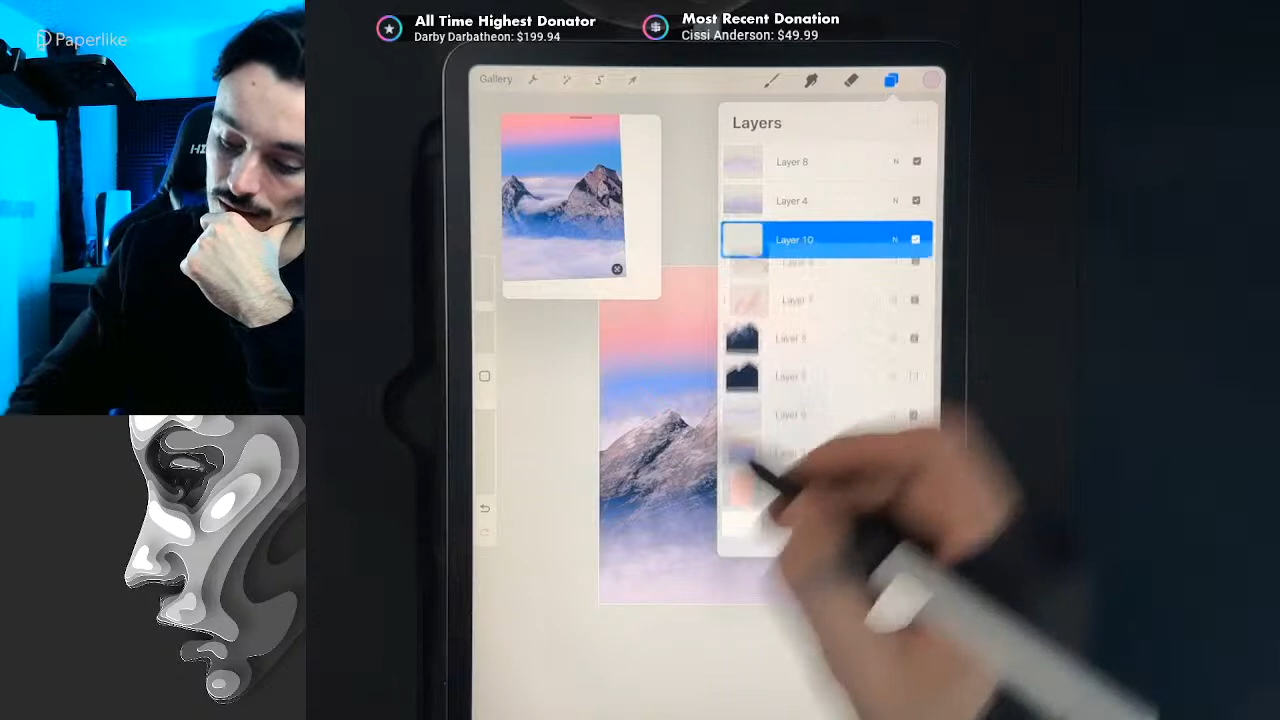 Paperlike
All Time Highest Donator
Darby Darbatheon: $199.94
Most Recent Donation
Cissi Anderson: $49.99
HI
Gallery
Layers
Layer 8
N
Layer 4
N
Layer 10
N